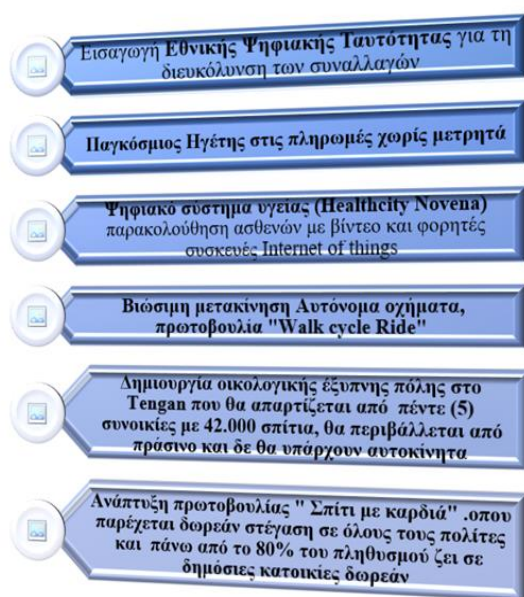 Εισαγωγή Εθνικής Ψηφιακής Ταυτότητας για τη
διευκόλυνση των συναλλαγών
Παγκόσμιος Ηγέτης στις πληρωμές χωρίς μετρητά
Ψηφιακό σύστημα υγείας (Healthcity Novena)
παρακολούθηση ασθενών με βίντεο και φορητές
συσκευές Internet of things
Βιώσιμη μετακίνηση Αυτόνομα οχήματα,
πρωτοβουλία "Walk cycle Ride"
Δημιουργία οικολογικής έξυπνης πόλης στο
Tengan που θα απαρτίζεται από πέντε (5)
συνοικίες με 42.000 σπίτια, θα περιβάλλεται από
πράσινο και δε θα υπάρχουν αυτοκίνητα
Ανάπτυξη πρωτοβουλίας " Σπίτι με καρδιά" .οπου
παρέχεται δωρεάν στέγαση σε όλους τους πολίτες
και πάνω από το 80% του πληθυσμού ζει σε
δημόσιες κατοικίες δωρεάν